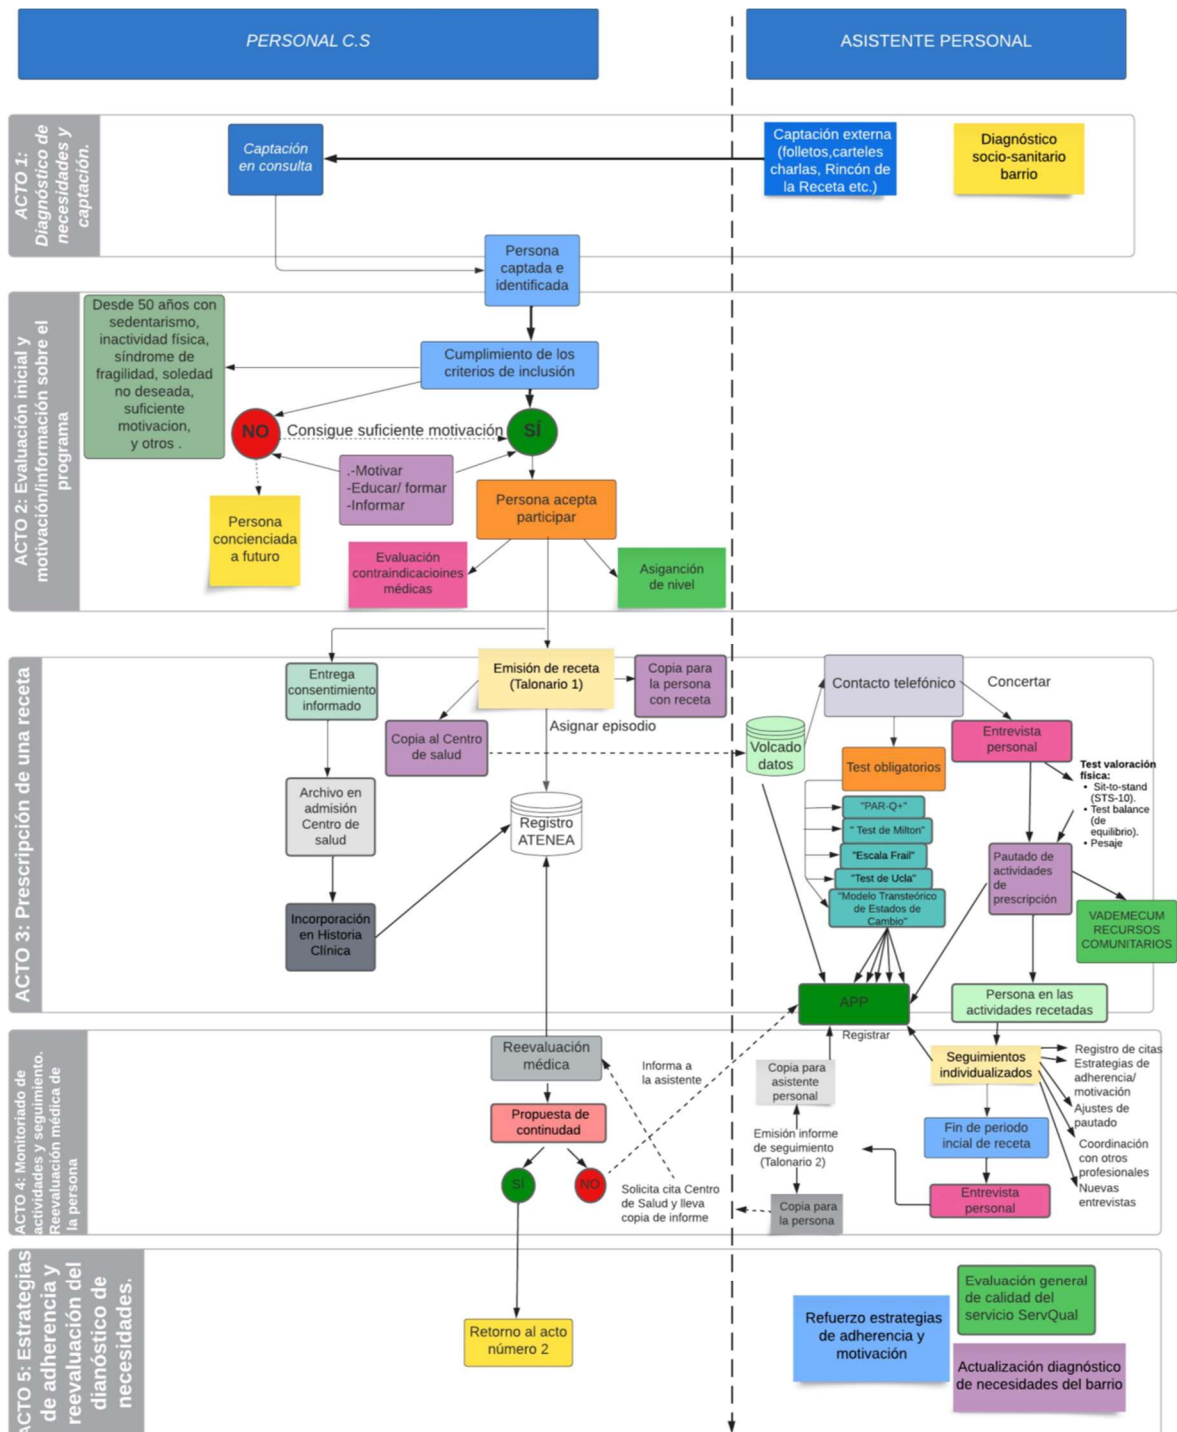 PERSONAL C.S
ASISTENTE PERSONAL
ACTO 1:
Diagnóstico de
necesidades y
captación.
Captación
en consulta
Captación externa
(folletos,carteles
charlas, Rincón de
la Receta etc.)
Diagnóstico
socio-sanitario
barrio
Persona
captada e
identificada
ACTO 2: Evaluación inicial y
motivación/información sobre el
programa
Desde 50 años con
sedentarismo,
inactividad física,
síndrome de
fragilidad, soledad
no deseada,
suficiente
motivacion,
y otros .
Cumplimiento de los
criterios de inclusión
NO
Consigue suficiente motivación
SÍ
.-Motivar
-Educar/ formar
-Informar
Persona
concienciada
a futuro
Persona acepta
participar
Evaluación
contraindicacioines
médicas
Asigancíón
de nivel
ACTO 3: Prescripción de una receta
Entrega
consentimiento
informado
Emisión de receta
(Talonario 1)
Copia para
la persona
con receta
Asignar episodio
Copia al Centro
de salud
Archivo en
admisión
Centro de
salud
Registro
ATENEA
Incorporación
en Historia
Clínica
Volcado
datos
Contacto telefónico
Concertar
Entrevista
personal
Test obligatorios
"PAR-Q+"
" Test de Milton"
"Escala Frail"
"Test de Ucla"
"Modelo Transteórico
de Estados de
Cambio"
Test valoración
física:
• Sit-to-stand
(STS-10).
• Test balance
(de
equilibrio).
• Pesaje
Pautado de
actividades
de
prescripción
VADEMECUM
RECURSOS
COMUNITARIOS
APP
Registrar
Persona en las
actividades recetadas
ACTO 4: Monitoriado de
actividades y seguimiento.
Reevaluación médica de
la persona
Reevaluación
médica
Informa a
la asistente
Propuesta de
continudad
SÍ
NO
Solicita cita Centro
de Salud y lleva
copia de informe
Copia para
asistente
personal
Emisión informe
de seguimiento
(Talonario 2)
Copia para
la persona
Seguimientos
individualizados
Registro de citas
Estrategias de
adherencia/
motivación
Ajustes de
pautado
Coordinación
con otros
profesionales
Nuevas
entrevistas
Fin de periodo
incial de receta
Entrevista
personal
ACTO 5: Estrategias
de adherencia y
reevaluación del
dianóstico de
necesidades.
Retorno al acto
número 2
Refuerzo estrategias
de adherencia y
motivación
Evaluación general
de calidad del
servicio ServQual
Actualización diagnóstico
de necesidades del barrio